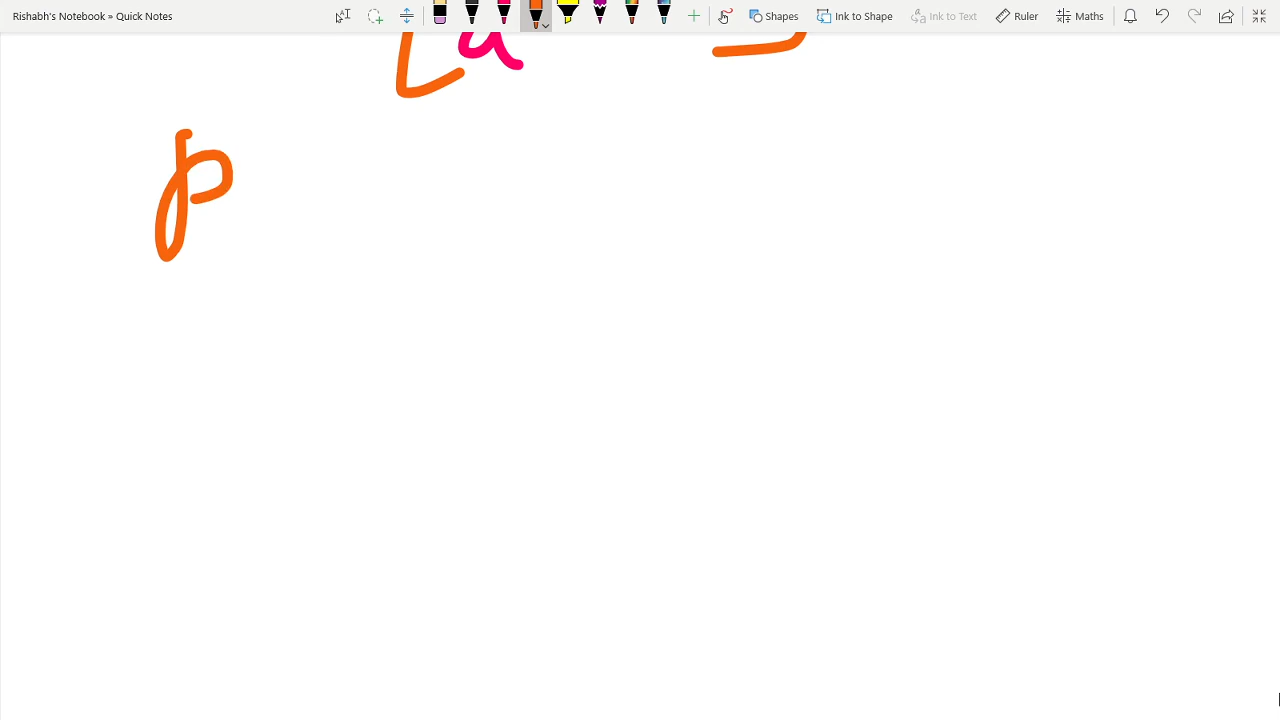 Rishabh's Notebook » Quick Notes Shapes Ink to Shape Ink to Text Ruler Maths
a
p